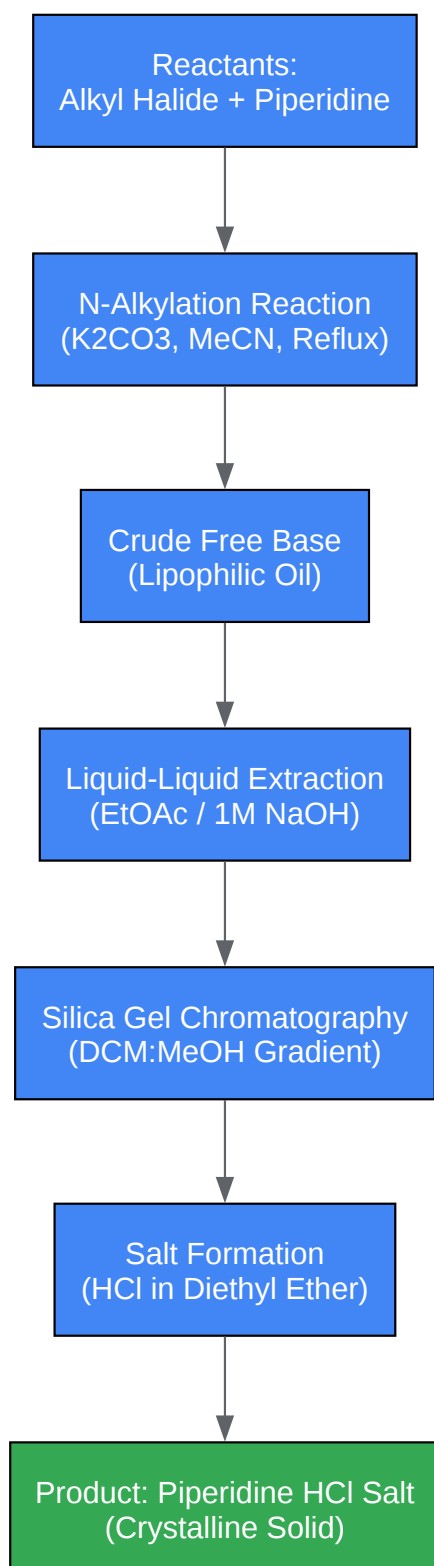 Reactants:
Alkyl Halide + Piperidine
N-Alkylation Reaction
(K2CO3, MeCN, Reflux)
Crude Free Base
(Lipophilic Oil)
Liquid-Liquid Extraction
(EtOAc / 1M NaOH)
Silica Gel Chromatography
(DCM:MeOH Gradient)
Salt Formation
(HCl in Diethyl Ether)
Product: Piperidine HCl Salt
(Crystalline Solid)